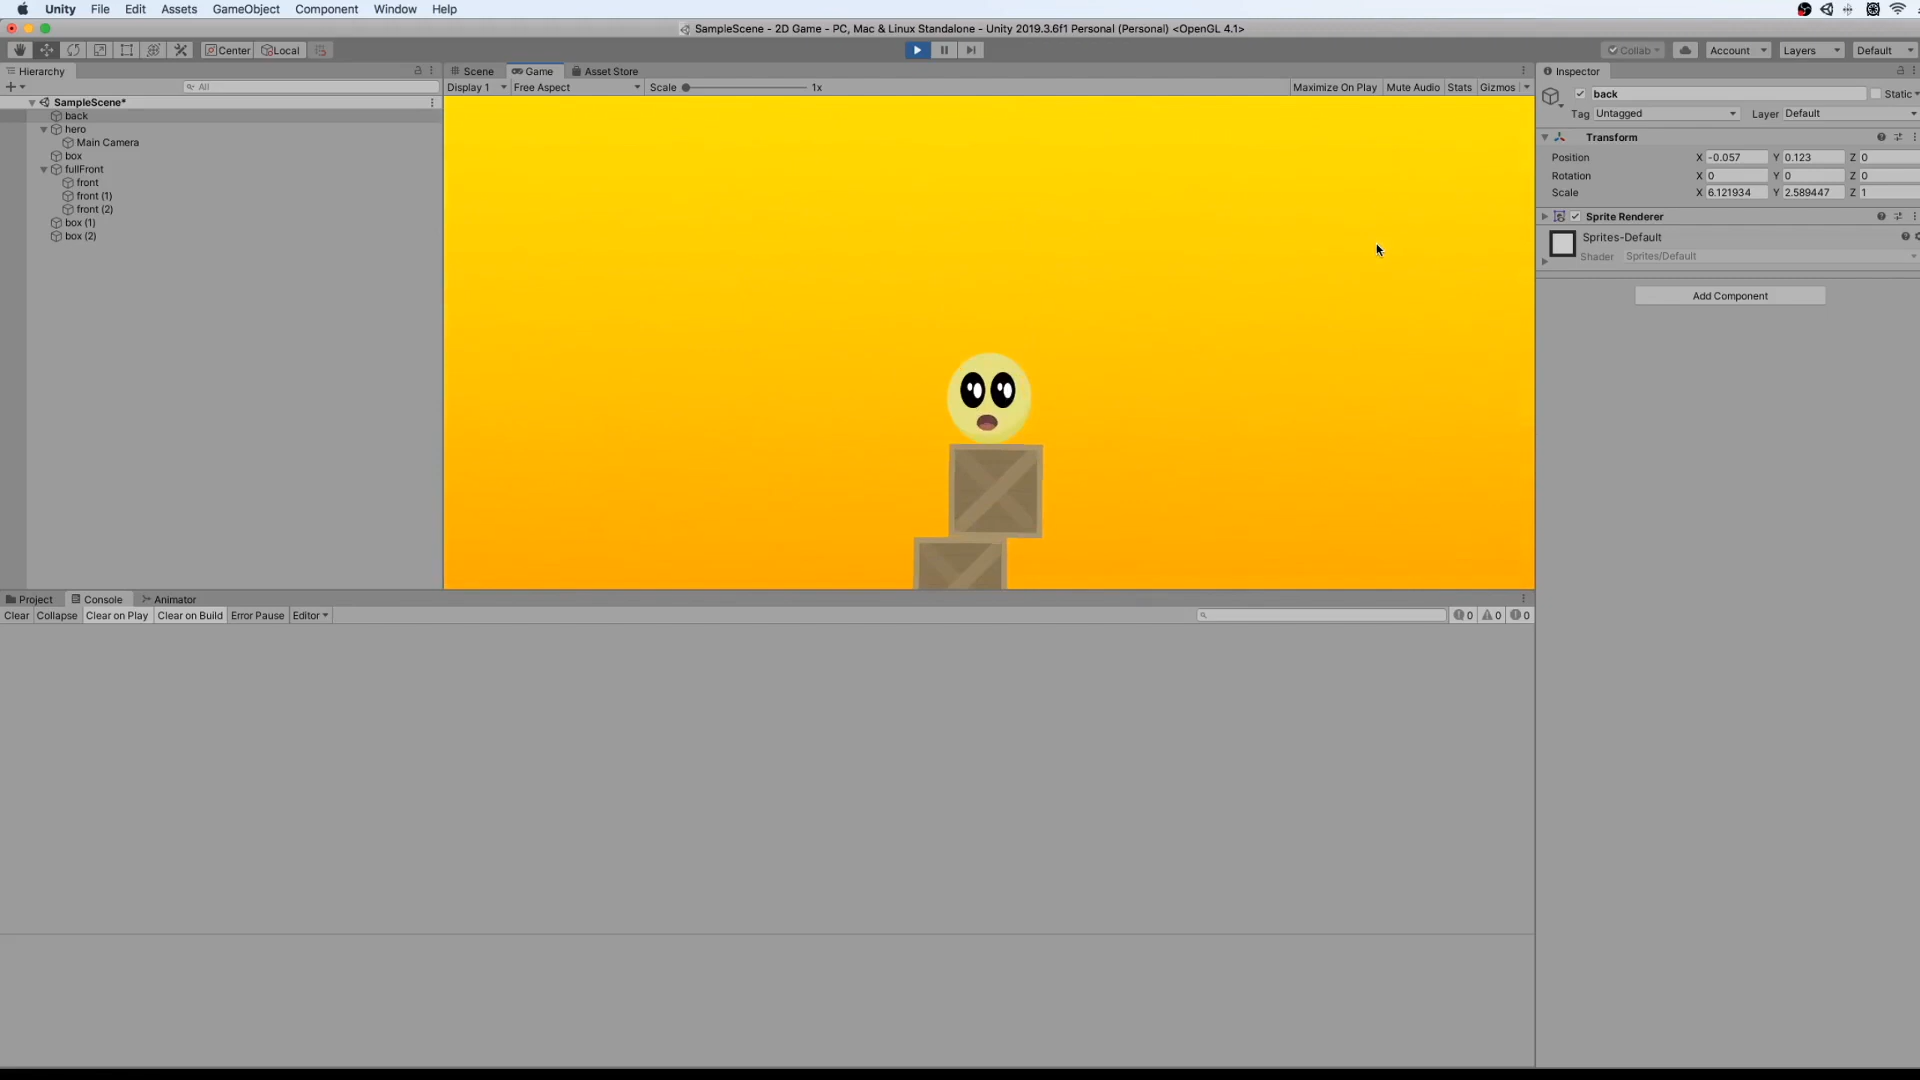 Unity File Edit Assets GameObject Component Window Help
SampleScene - 2D Game - PC, Mac & Linux Standalone - Unity 2019.3.6f1 Personal (Personal) <OpenGL 4.1>
Center Local Collab Account Layers Default
Hierarchy
All
SampleScene*
back
hero
Main Camera
box
fullFront
front
front (1)
front (2)
box (1)
box (2)
Scene Game Asset Store
Display 1 Free Aspect Scale 1x Maximize On Play Mute Audio Stats Gizmos
Inspector
back Static
Tag Untagged Layer Default
Transform
Position X -0.057 Y 0.123 Z 0
Rotation X 0 Y 0 Z 0
Scale X 6.121934 Y 2.589447 Z 1
Sprite Renderer
Sprites-Default
Shader Sprites/Default
Add Component
Project Console Animator
Clear Collapse Clear on Play Clear on Build Error Pause Editor 0 0 0